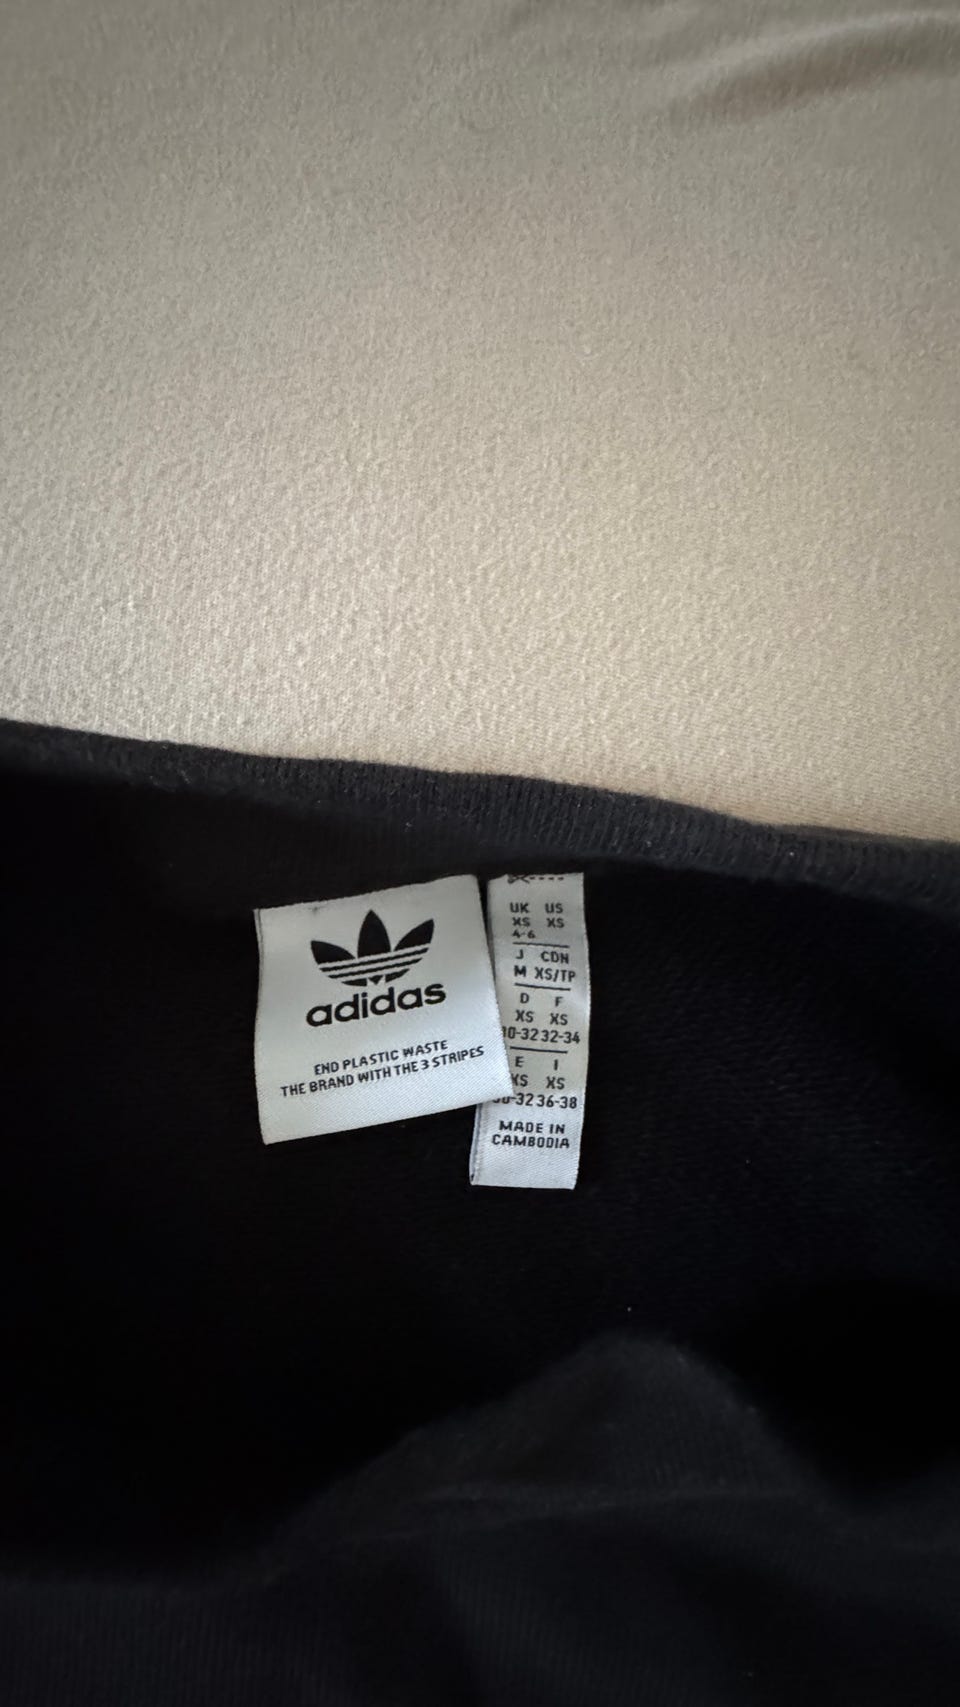 adidas
END PLASTIC WASTE
THE BRAND WITH THE 3 STRIPES
UK US
XS XS
4-6
J CDN
M XS/TP
D F
XS XS
32-34
E I
XS XS
36-38
MADE IN
CAMBODIA